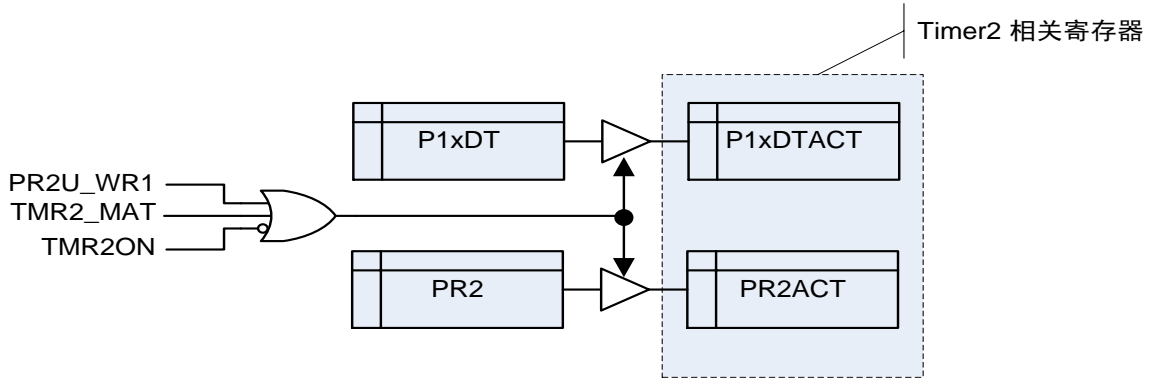 Timer2 相关寄存器
P1xDT
P1xDTACT
PR2U_WR1
TMR2_MAT
TMR2ON
PR2
PR2ACT